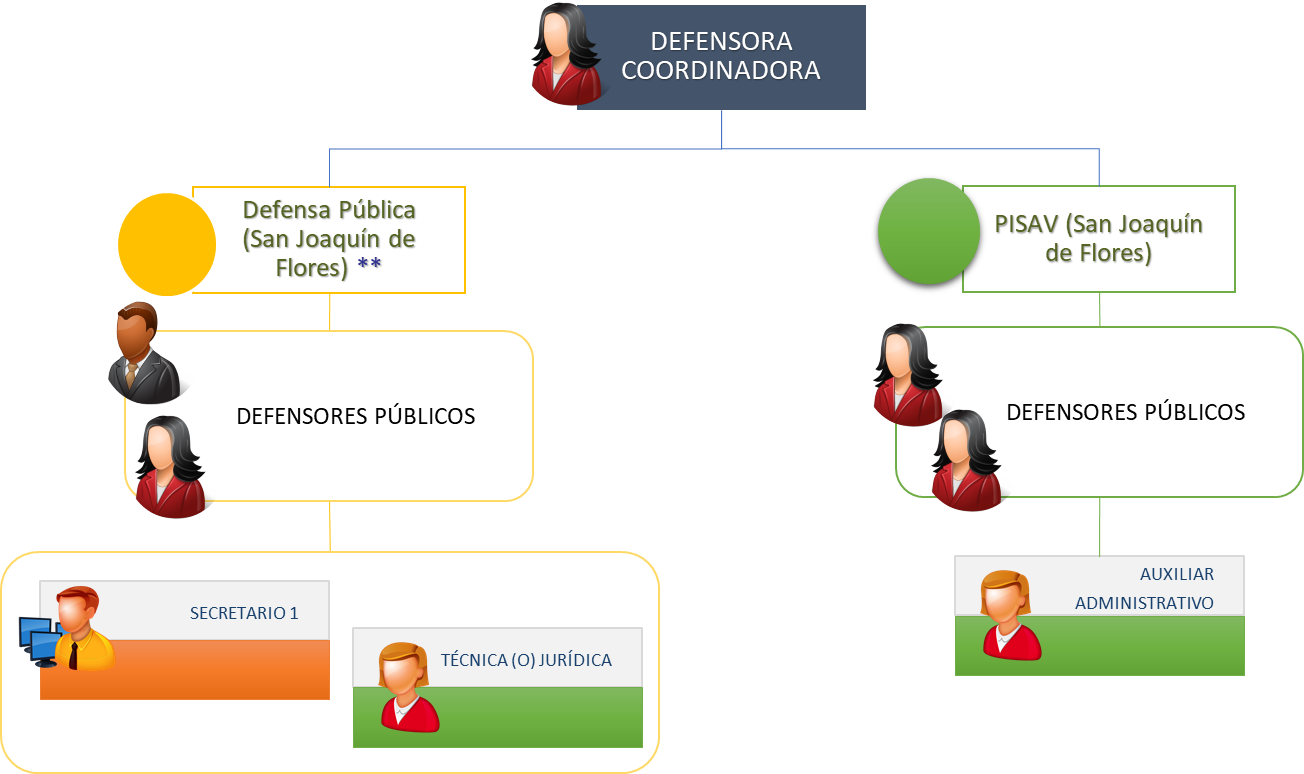 DEFENSORA
COORDINADORA
Defensa Pública
(San Joaquín de
Flores) **
PISAV (San Joaquín
de Flores)
DEFENSORES PÚBLICOS
DEFENSORES PÚBLICOS
SECRETARIO 1
TÉCNICA (O) JURÍDICA
AUXILIAR
ADMINISTRATIVO